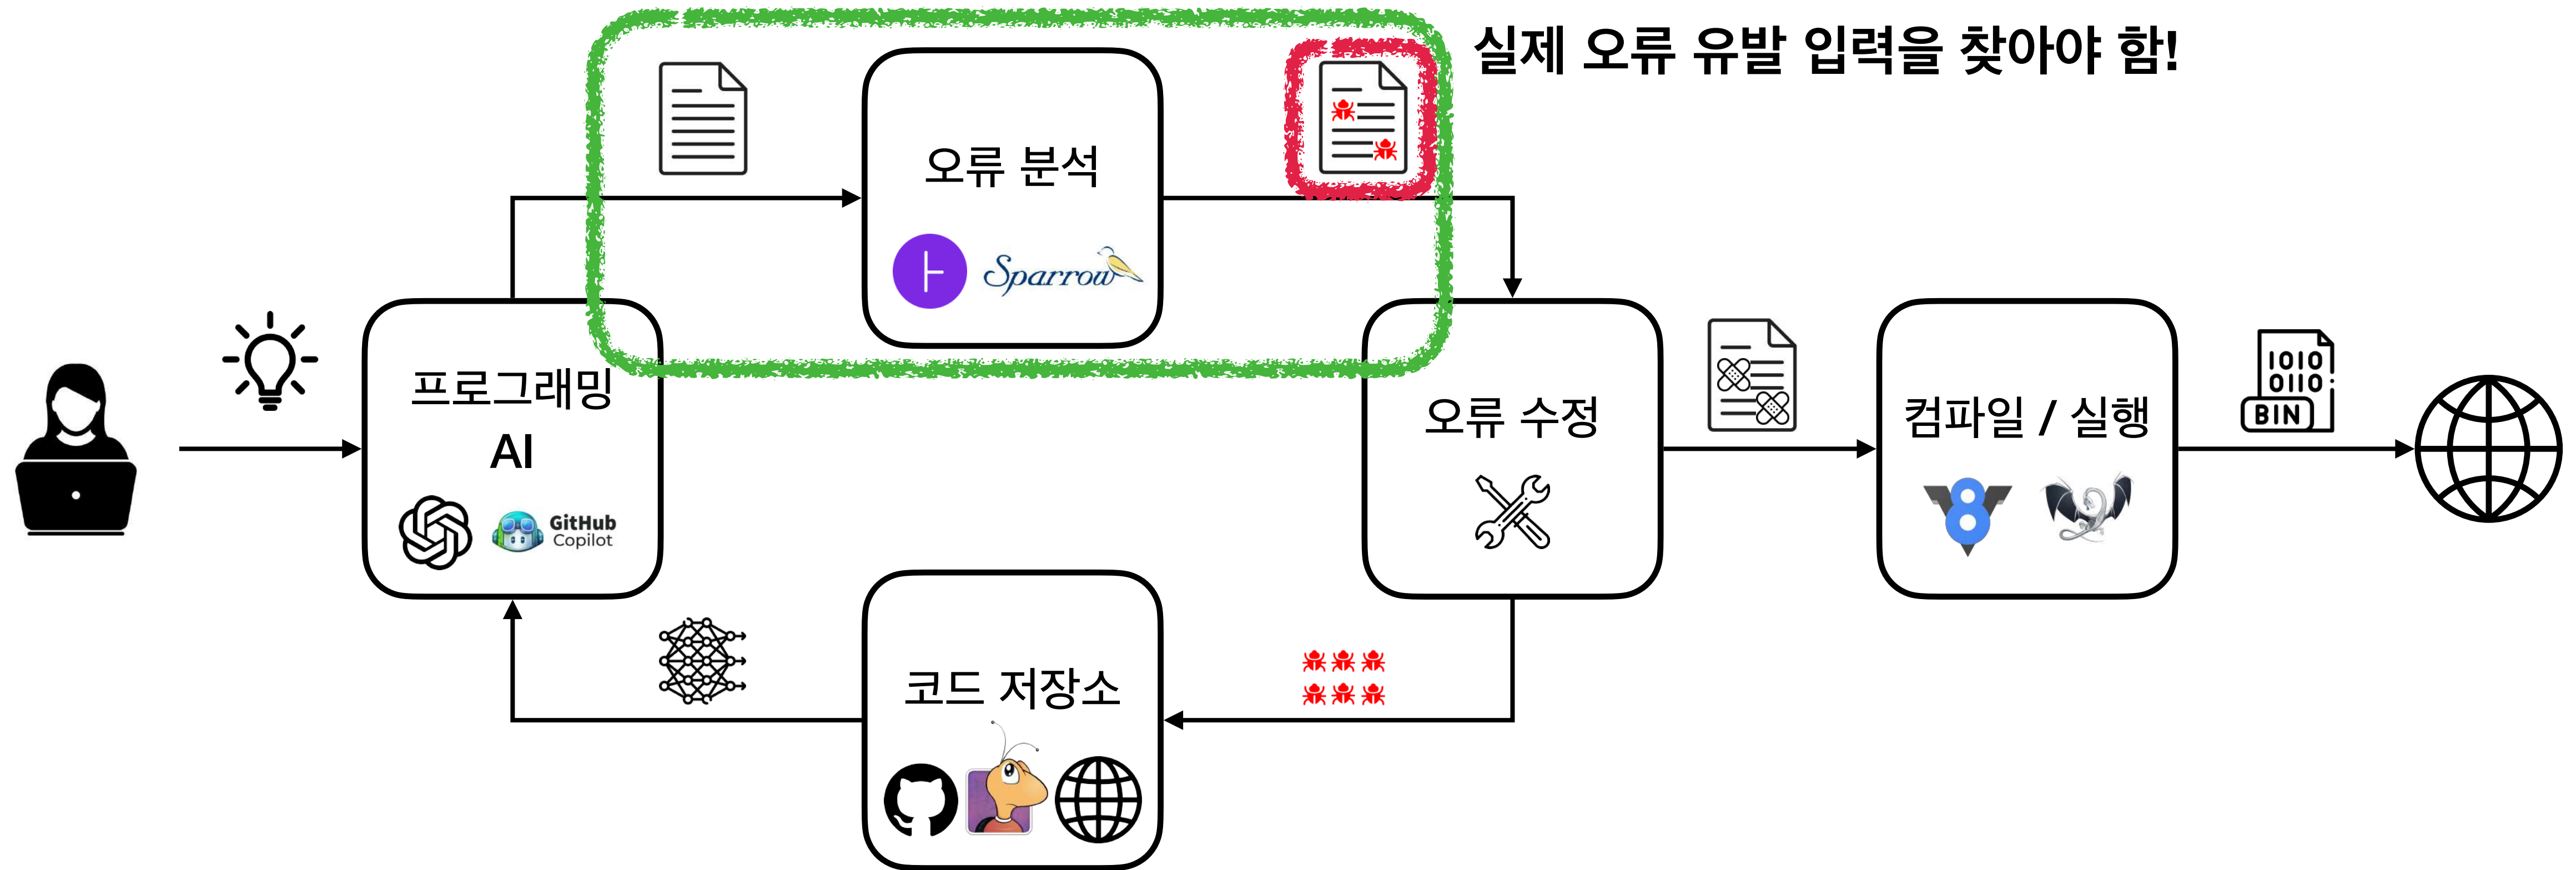 실제 오류 유발 입력을 찾아야 함!
오류 분석
Sparrow
프로그래밍
AI
GitHub
Copilot
오류 수정
컴파일 / 실행
1010
0110
BIN
8
코드 저장소